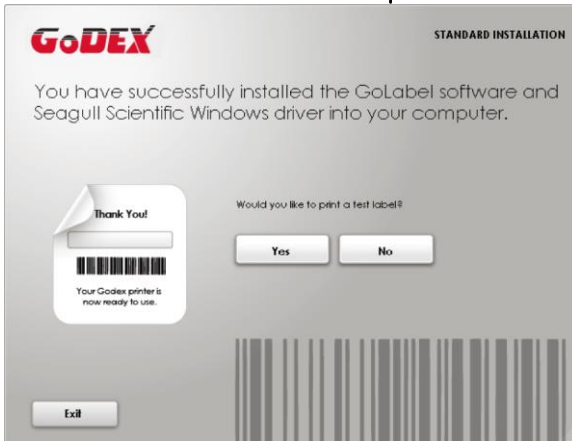 GoDEX
STANDARD INSTALLATION
You have successfully installed the GoLabel software and
Seagull Scientific Windows driver into your computer.
Thank You!
Your Godex printer is
now ready to use.
Would you like to print a test label?
Yes
No
Exit